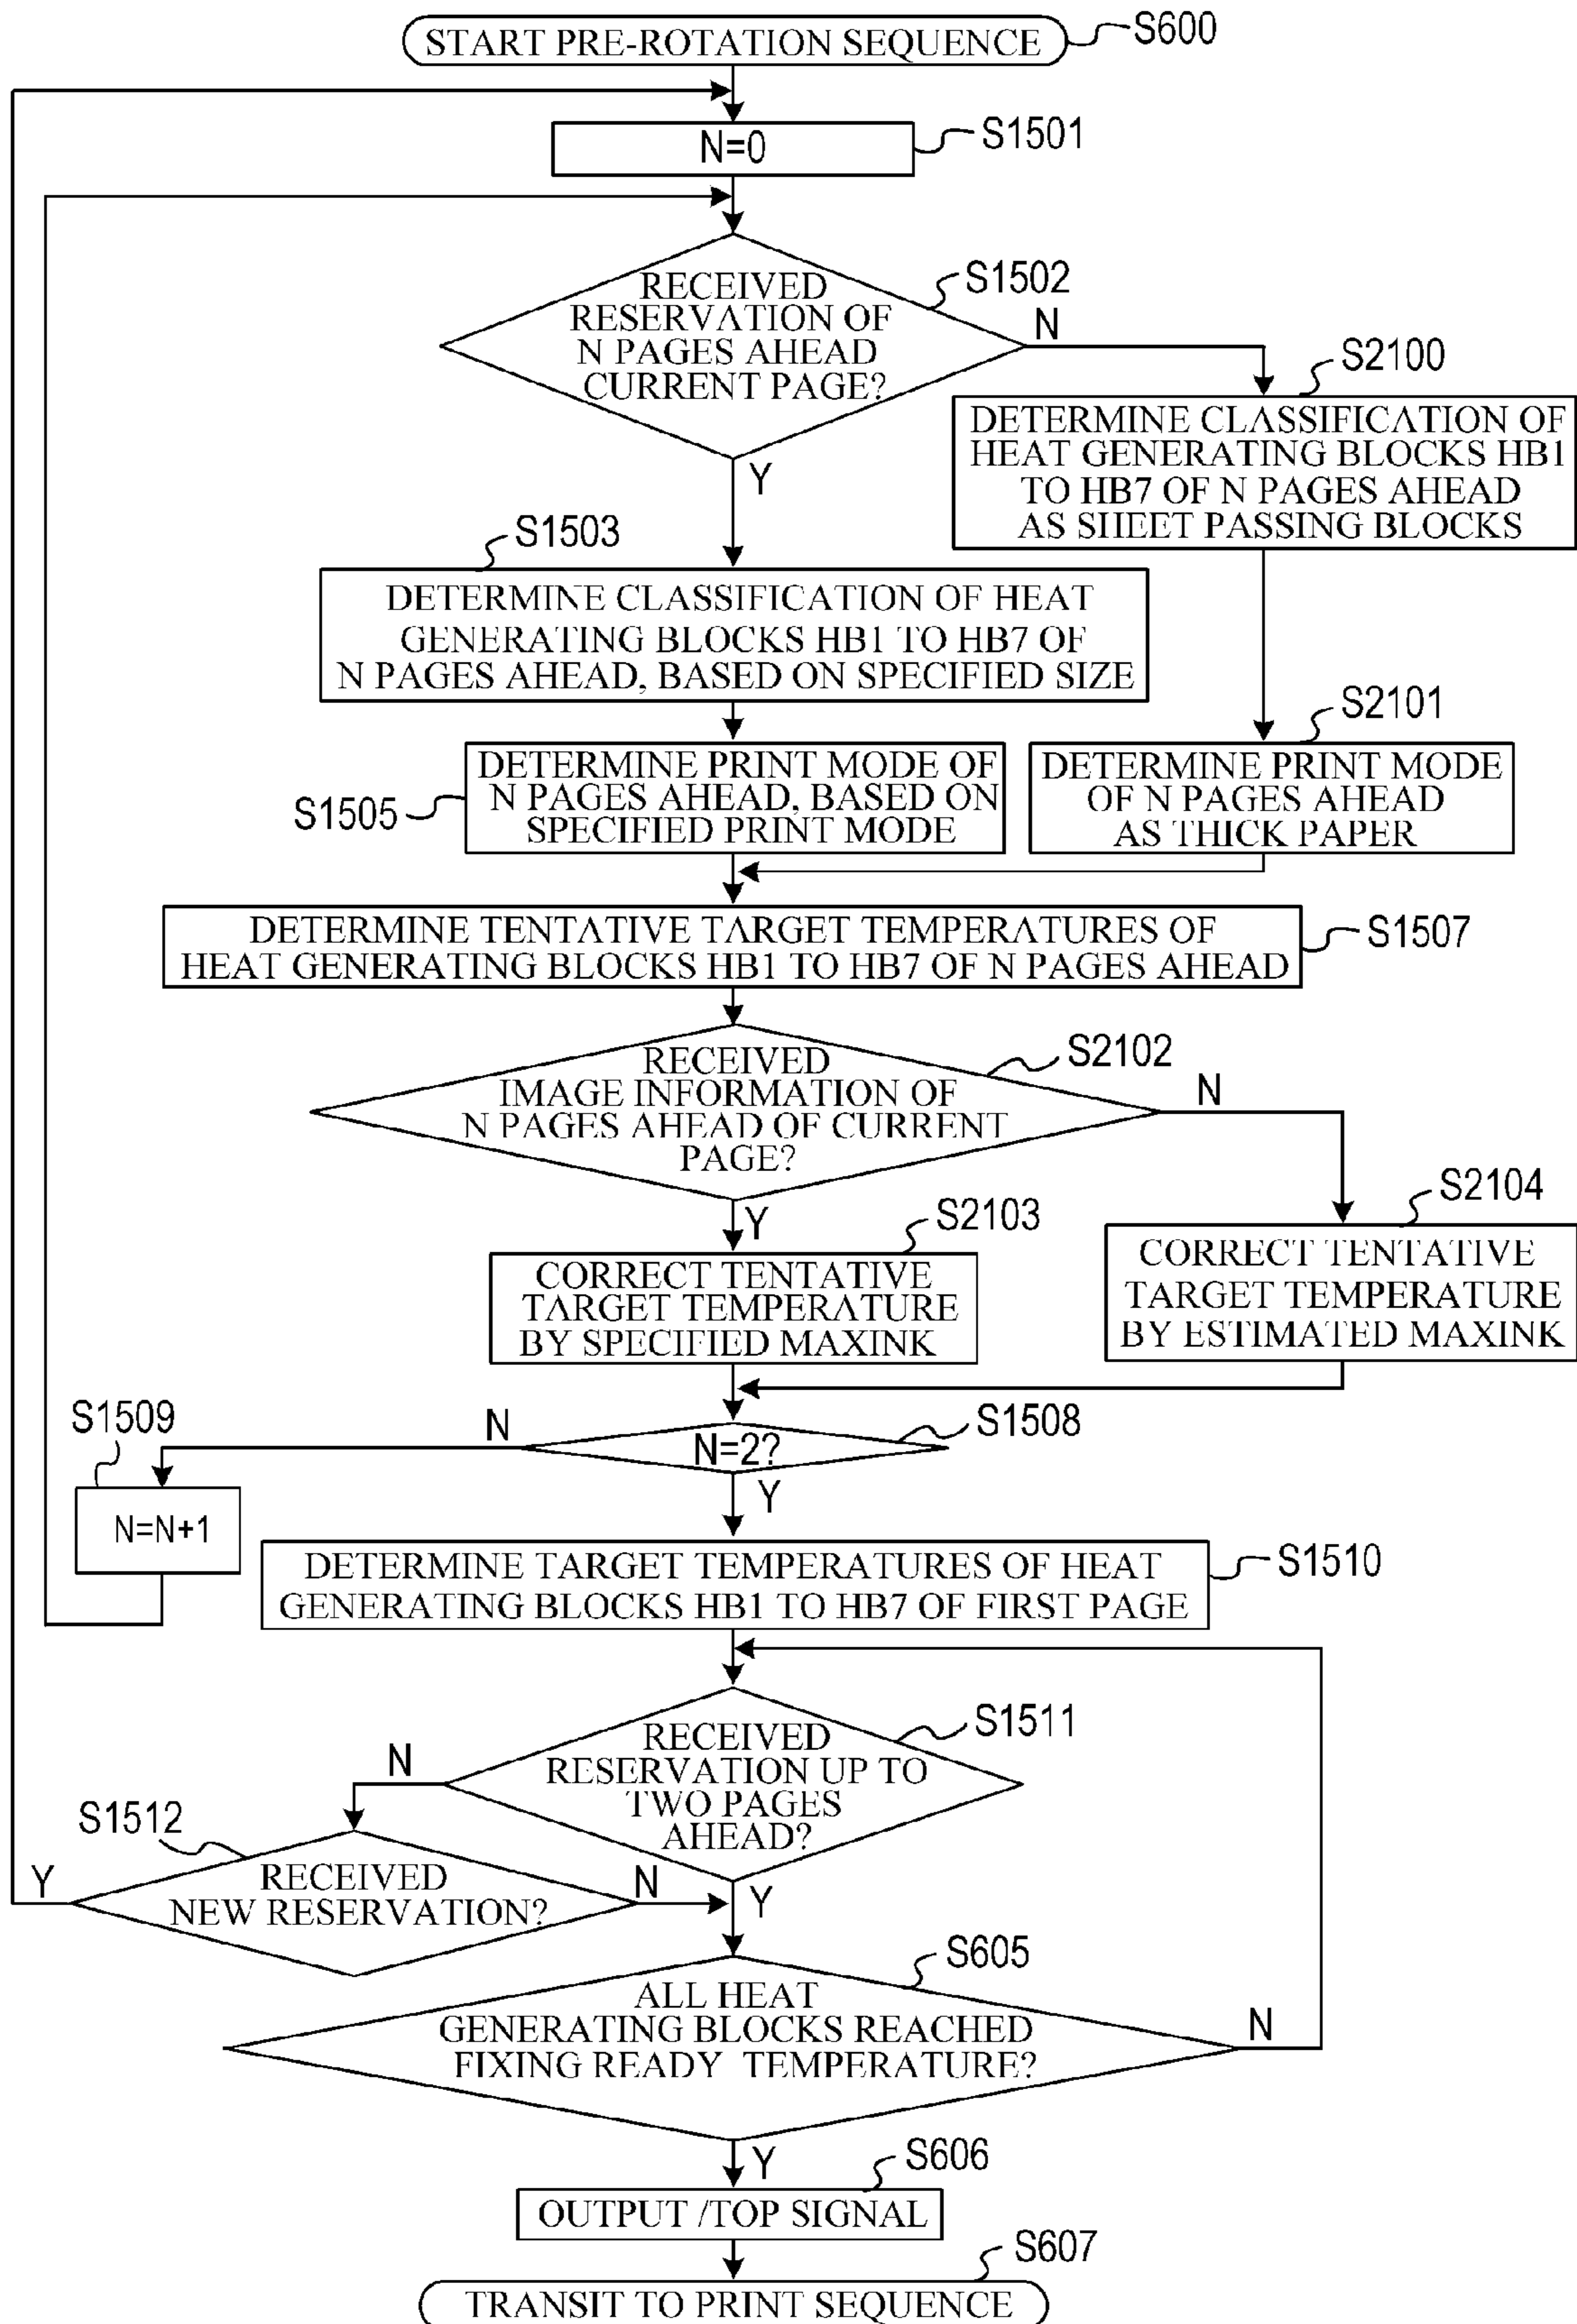 START PRE-ROTATION SEQUENCE
S600
N=0
S1501
RECEIVED
RESERVATION OF
N PAGES AHEAD
CURRENT PAGE?
S1502
N
Y
S2100
DETERMINE CLASSIFICATION OF
HEAT GENERATING BLOCKS HB1
TO HB7 OF N PAGES AHEAD
AS SHEET PASSING BLOCKS
S1503
DETERMINE CLASSIFICATION OF HEAT
GENERATING BLOCKS HB1 TO HB7 OF
N PAGES AHEAD, BASED ON SPECIFIED SIZE
S2101
DETERMINE PRINT MODE
OF N PAGES AHEAD
AS THICK PAPER
S1505
DETERMINE PRINT MODE OF
N PAGES AHEAD, BASED ON
SPECIFIED PRINT MODE
DETERMINE TENTATIVE TARGET TEMPERATURES OF
HEAT GENERATING BLOCKS HB1 TO HB7 OF N PAGES AHEAD
S1507
RECEIVED
IMAGE INFORMATION OF
N PAGES AHEAD OF CURRENT
PAGE?
S2102
N
Y
S2103
CORRECT TENTATIVE
TARGET TEMPERATURE
BY SPECIFIED MAXINK
S2104
CORRECT TENTATIVE
TARGET TEMPERATURE
BY ESTIMATED MAXINK
S1509
N=N+1
N
N=2?
S1508
Y
DETERMINE TARGET TEMPERATURES OF HEAT
GENERATING BLOCKS HB1 TO HB7 OF FIRST PAGE
S1510
RECEIVED
RESERVATION UP TO
TWO PAGES
AHEAD?
S1511
N
Y
S1512
RECEIVED
NEW RESERVATION?
Y
N
S605
ALL HEAT
GENERATING BLOCKS REACHED
FIXING READY TEMPERATURE?
N
Y
S606
OUTPUT /TOP SIGNAL
S607
TRANSIT TO PRINT SEQUENCE